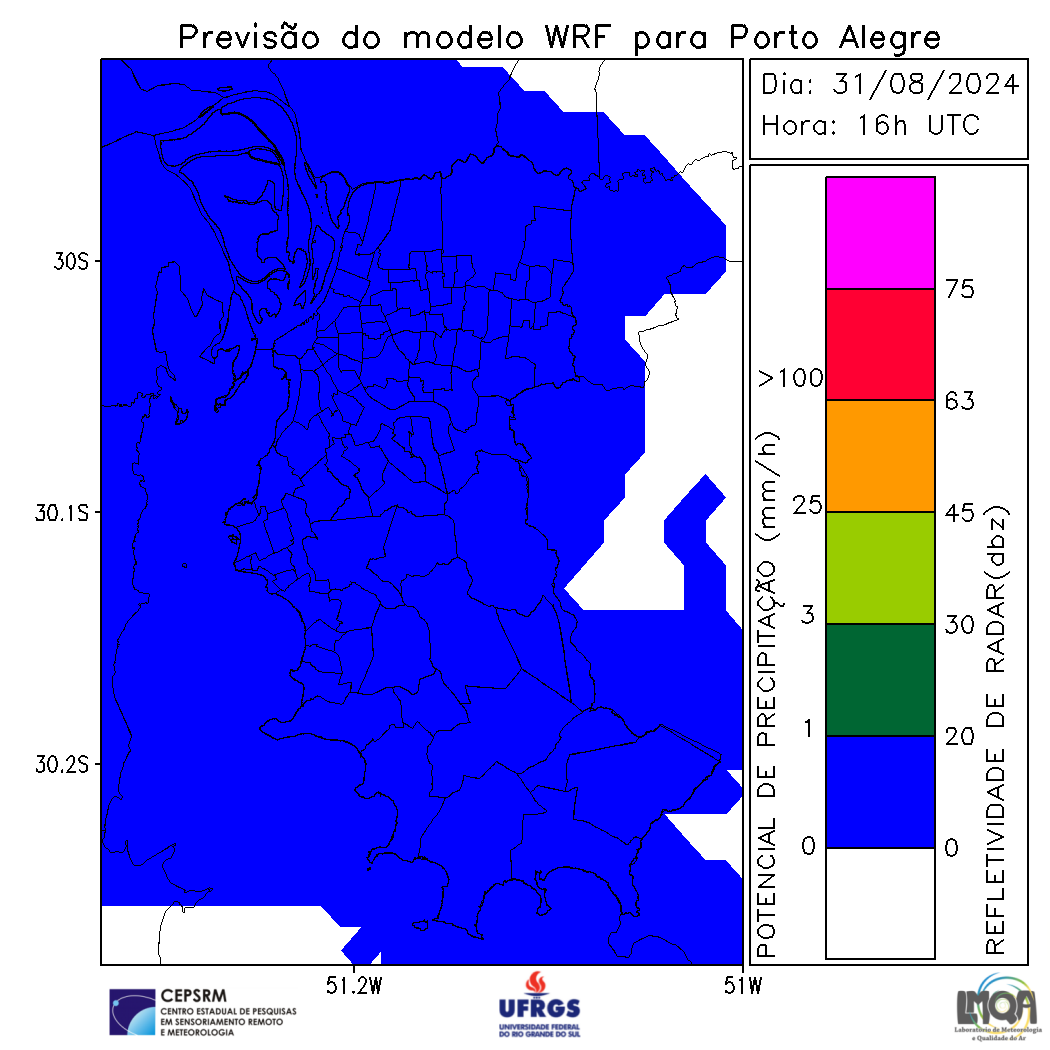 Previsão do modelo WRF para Porto Alegre
Dia: 31/08/2024
Hora: 16h UTC
30S
30.1S
30.2S
51.2W
51W
POTENCIAL DE PRECIPITAÇÃO (mm/h)
>100
25
3
1
0
75
63
45
30
20
0
REFLETIVIDADE DE RADAR(dbz)
CEPSRM
CENTRO ESTADUAL DE PESQUISAS
EM SENSORIAMENTO REMOTO
E METEOROLOGIA
UFRGS
UNIVERSIDADE FEDERAL
DO RIO GRANDE DO SUL
LMQA
Laboratório de Meteorologia
e Qualidade do Ar